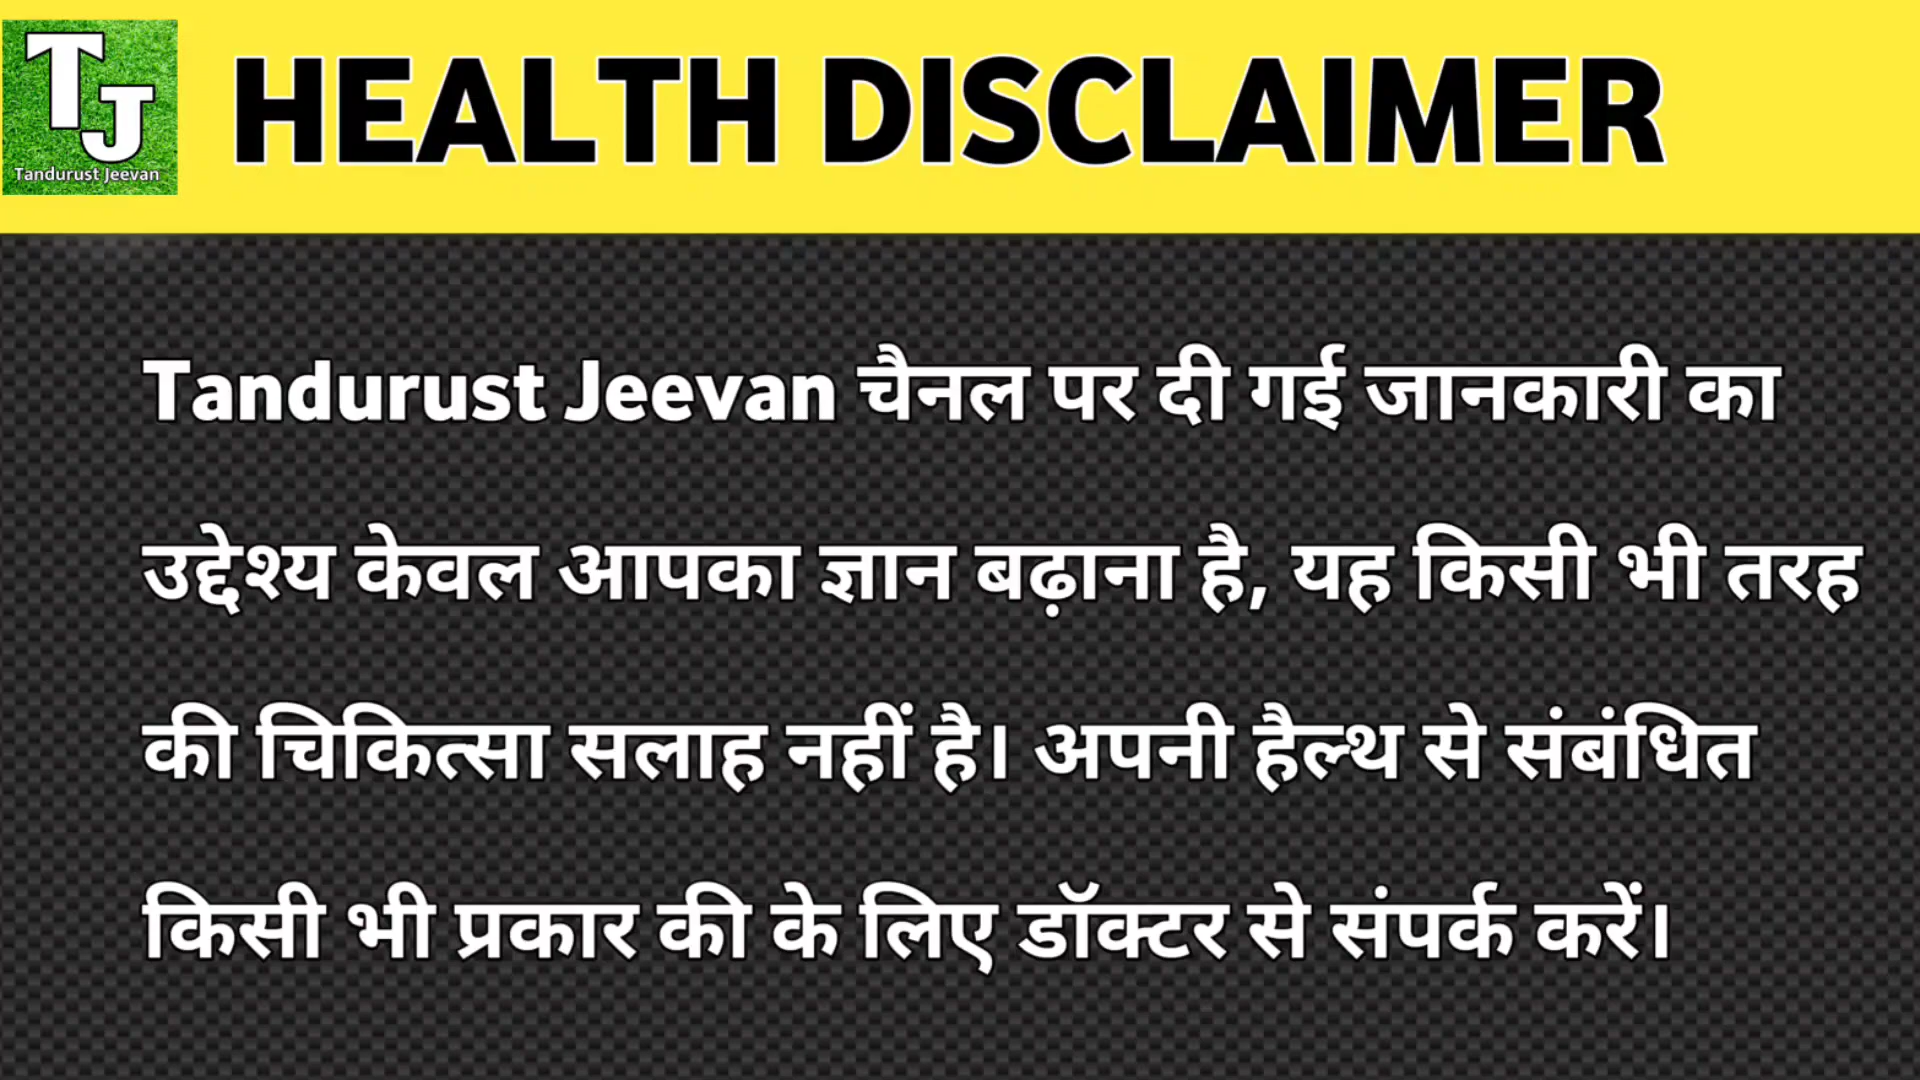 TJ
Tandurust Jeevan
HEALTH DISCLAIMER
Tandurust Jeevan चैनल पर दी गई जानकारी का
उद्देश्य केवल आपका ज्ञान बढ़ाना है, यह किसी भी तरह
की चिकित्सा सलाह नहीं है। अपनी हैल्थ से संबंधित
किसी भी प्रकार की के लिए डॉक्टर से संपर्क करें।